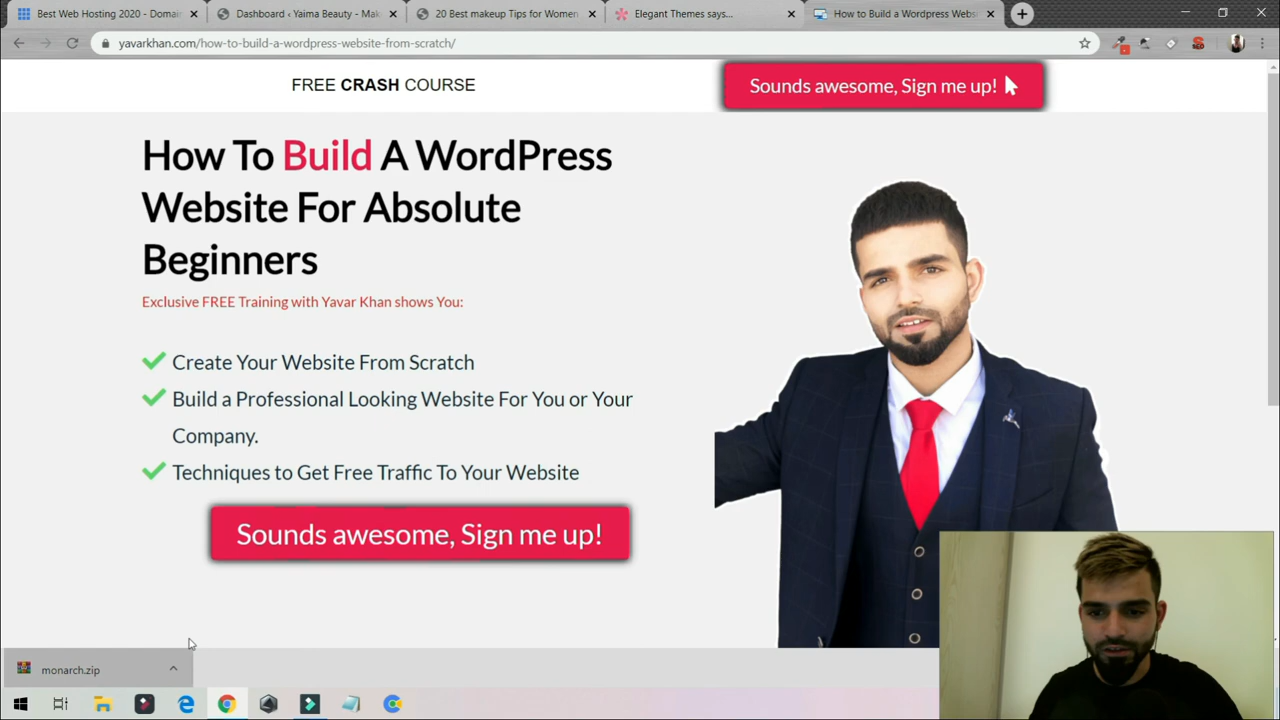 Best Web Hosting 2020 - Domain
Dashboard ‹ Yaima Beauty - Mak
20 Best makeup Tips for Women
Elegant Themes says...
How to Build a Wordpress Webs
yavarkhan.com/how-to-build-a-wordpress-website-from-scratch/
FREE CRASH COURSE
Sounds awesome, Sign me up!
How To Build A WordPress
Website For Absolute
Beginners
Exclusive FREE Training with Yavar Khan shows You:
Create Your Website From Scratch
Build a Professional Looking Website For You or Your
Company.
Techniques to Get Free Traffic To Your Website
Sounds awesome, Sign me up!
monarch.zip